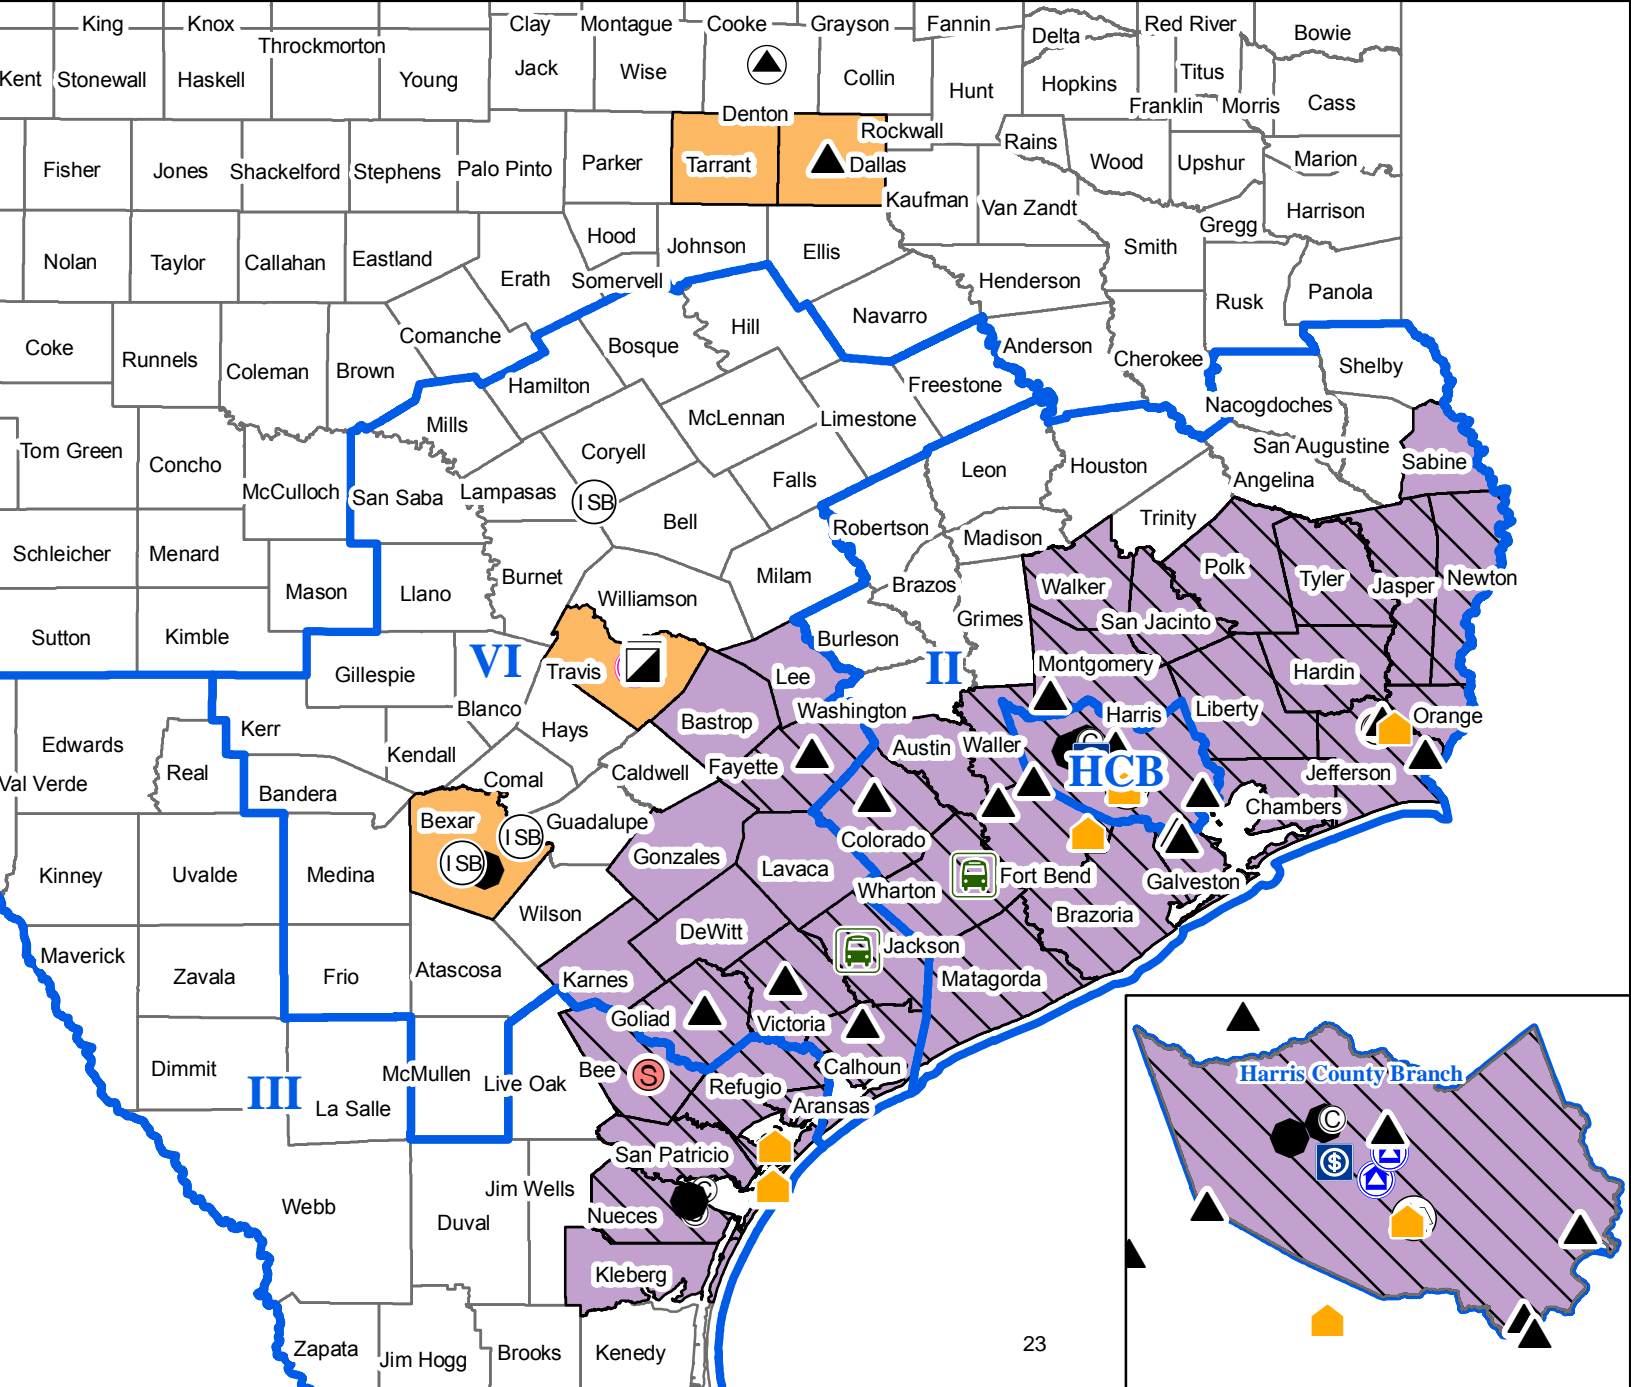 King Knox Throckmorton Clay Montague Cooke Grayson Fannin Delta Red River Bowie
Kent Stonewall Haskell Young Jack Wise Collin Hunt Hopkins Titus
Franklin Morris Cass
Denton Rockwall
Fisher Jones Shackelford Stephens Palo Pinto Parker Tarrant Dallas Rains Wood Upshur Marion
Kaufman Van Zandt Gregg Harrison
Nolan Taylor Callahan Eastland Erath Hood Somervell Johnson Ellis Henderson Smith Rusk Panola
Coke Runnels Coleman Brown Comanche Hamilton Bosque Hill Navarro Anderson Cherokee Shelby
Mills McLennan Limestone Freestone Nacogdoches
Tom Green Concho McCulloch San Saba Lampasas Coryell Falls Leon Houston San Augustine Angelina Sabine
I SB
Bell Robertson Madison Trinity
Schleicher Menard Mason Llano Burnet Milam Brazos Walker Polk Tyler Jasper Newton
Williamson Grimes San Jacinto
Sutton Kimble Gillespie VI Travis Lee Burleson II Montgomery Hardin
Blanco Hays Bastrop Washington Austin Waller Harris Liberty Orange
C
Edwards Kerr Kendall Comal Caldwell Fayette HCB Jefferson
Val Verde Real Bandera Bexar Guadalupe Colorado Chambers
I SB
I SB
Kinney Uvalde Medina Wilson Gonzales Lavaca Wharton Fort Bend Galveston
Brazoria
Maverick Zavala Frio Atascosa Karnes DeWitt Jackson Matagorda
Goliad Victoria
Dimmit III La Salle McMullen Live Oak Bee S Refugio Calhoun
Aransas
San Patricio
Webb Duval Jim Wells Nueces C
Kleberg
Zapata Jim Hogg Brooks Kenedy
23
Harris County Branch
C
$